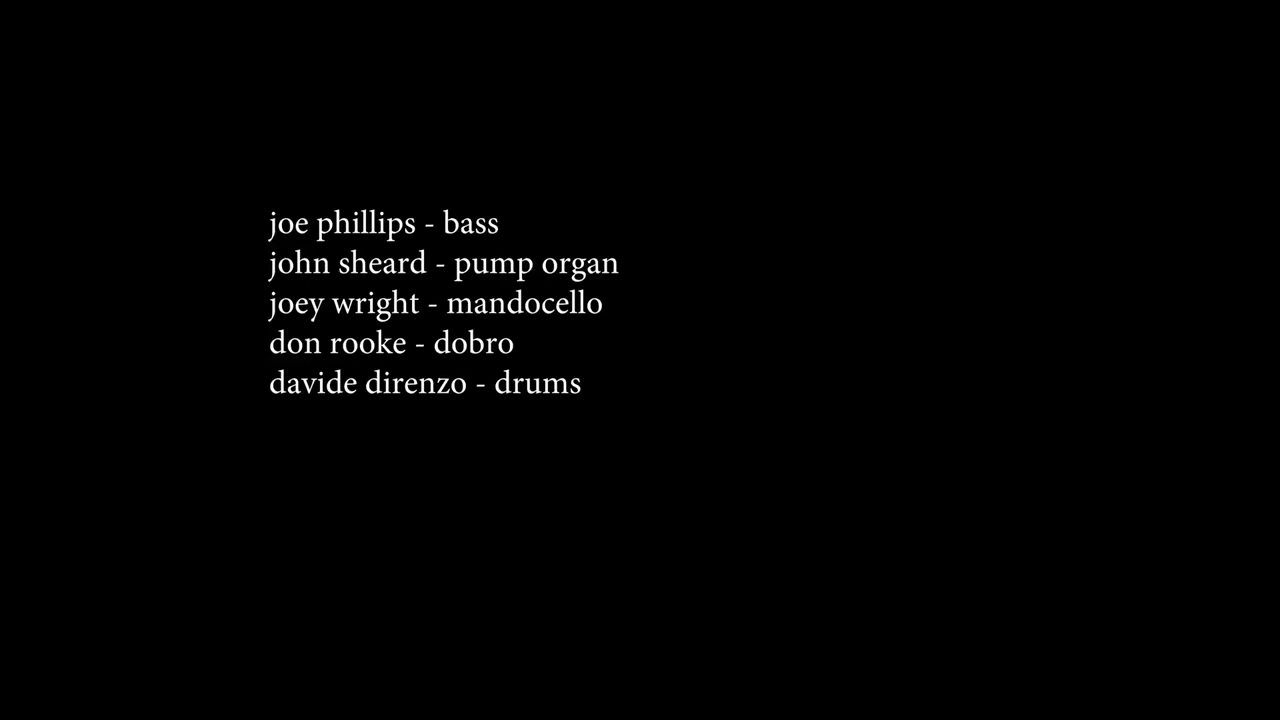 joe phillips - bass
john sheard - pump organ
joey wright - mandocello
don rooke - dobro
davide direnzo - drums